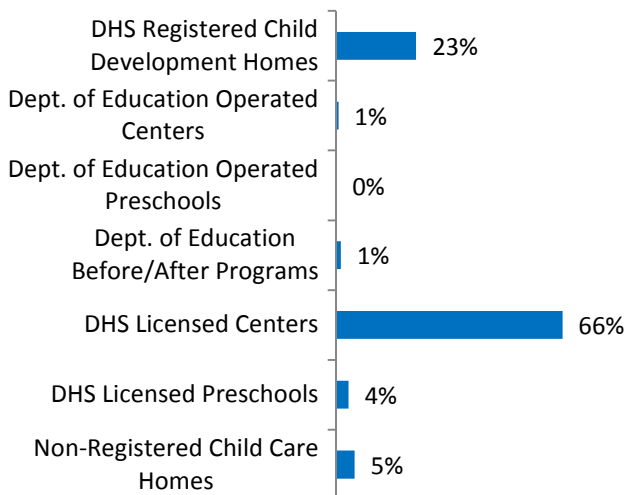 DHS Registered Child
Development Homes
23%
Dept. of Education Operated
Centers
1%
Dept. of Education Operated
Preschools
0%
Dept. of Education
Before/After Programs
1%
DHS Licensed Centers
66%
DHS Licensed Preschools
4%
Non-Registered Child Care
Homes
5%